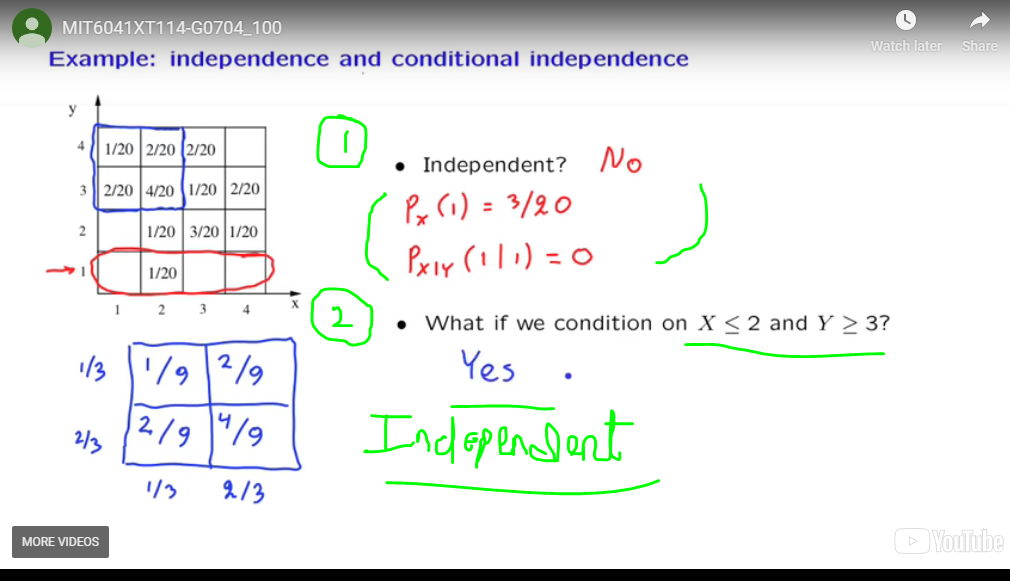 MIT6041XT114-G0704_100
Watch later Share
Example: independence and conditional independence
y
4 1/20 2/20 2/20
3 2/20 4/20 1/20 2/20
2 1/20 3/20 1/20
→ 1 1/20
1 2 3 4 x
1
• Independent? No
Px(1) = 3/20
Px|Y(1|1) = 0
2
• What if we condition on X ≤ 2 and Y ≥ 3?
Yes .
Independent
1/3 1/9 2/9
2/3 2/9 4/9
1/3 2/3
MORE VIDEOS
YouTube